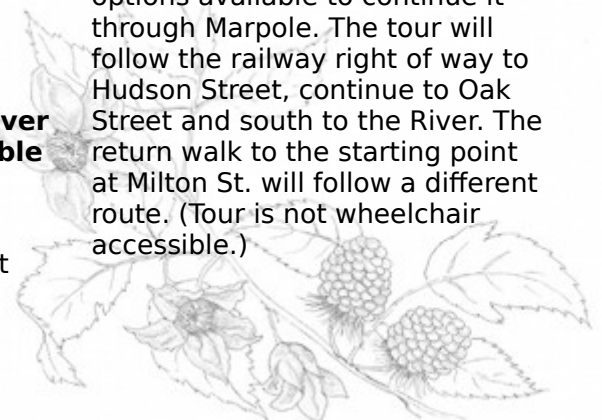 options available to continue it
through Marpole. The tour will
follow the railway right of way to
Hudson Street, continue to Oak
Street and south to the River. The
return walk to the starting point
at Milton St. will follow a different
route. (Tour is not wheelchair
accessible.)
ver
ble
t